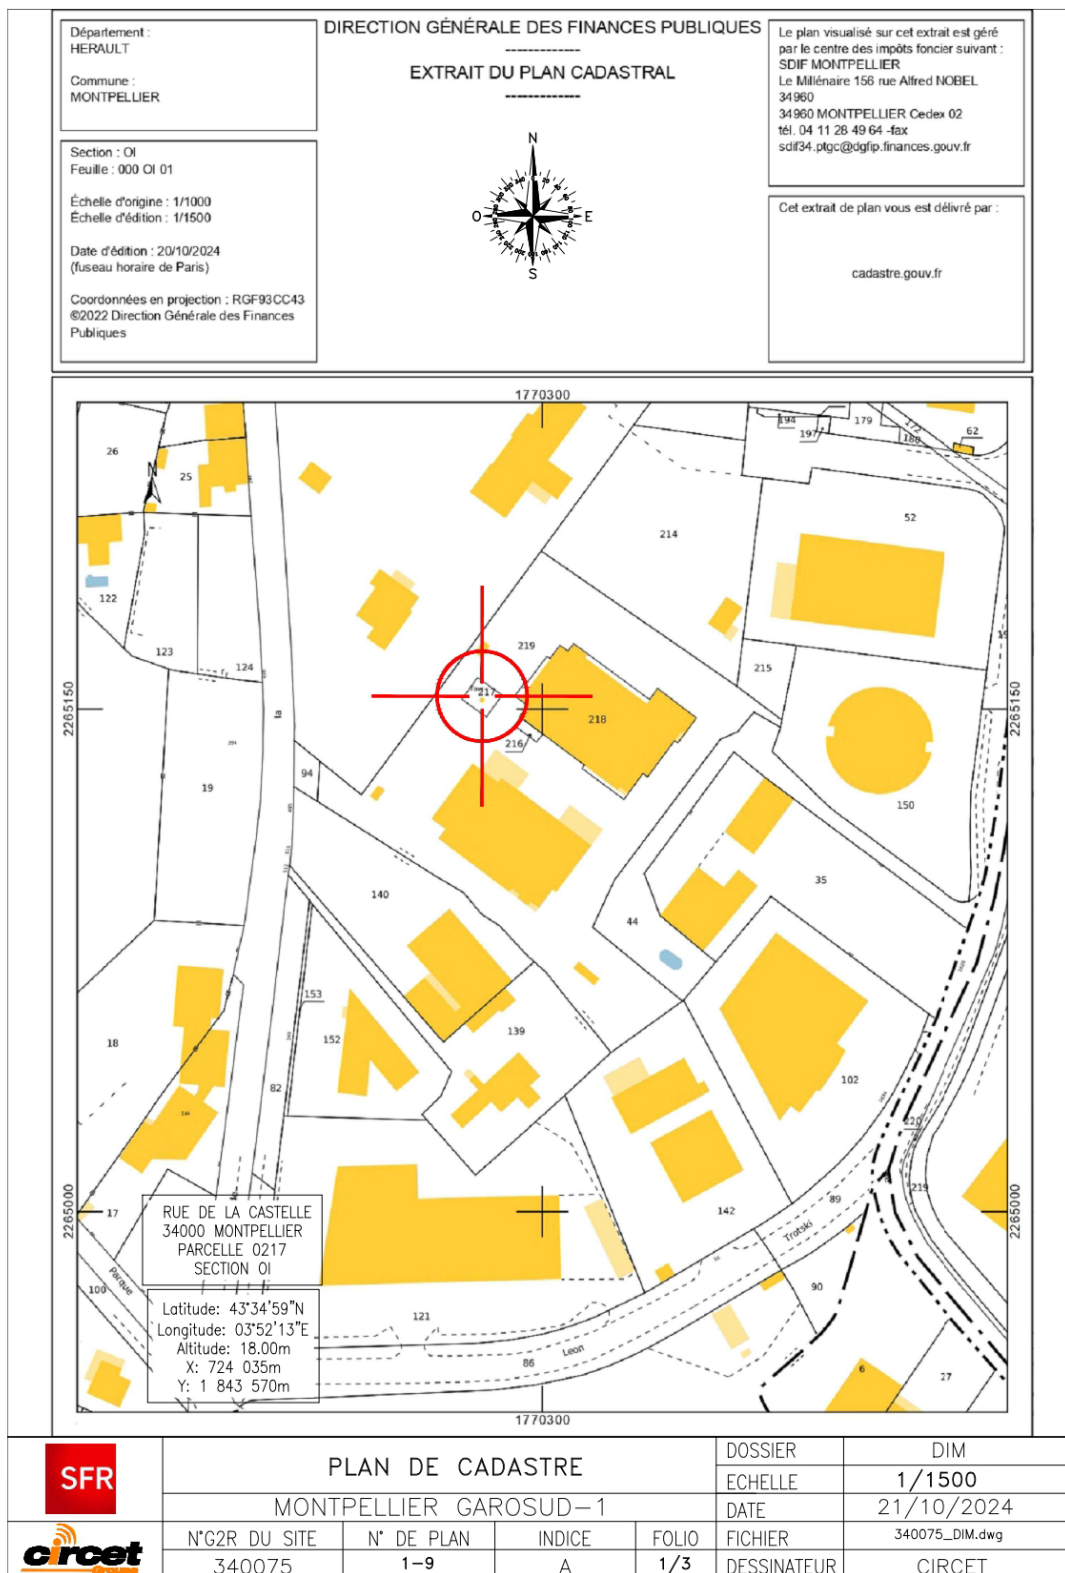 Département :
HERAULT
Commune :
MONTPELLIER
Section : OI
Feuille : 000 OI 01
Échelle d'origine : 1/1000
Échelle d'édition : 1/1500
Date d'édition : 20/10/2024
(fuseau horaire de Paris)
Coordonnées en projection : RGF93CC43
©2022 Direction Générale des Finances
Publiques
DIRECTION GÉNÉRALE DES FINANCES PUBLIQUES
-------------
EXTRAIT DU PLAN CADASTRAL
-------------
N
O
E
S
Le plan visualisé sur cet extrait est géré
par le centre des impôts foncier suivant :
SDIF MONTPELLIER
Le Millénaire 156 rue Alfred NOBEL
34960
34960 MONTPELLIER Cedex 02
tél. 04 11 28 49 64 -fax
sdif34.ptgc@dgfip.finances.gouv.fr
Cet extrait de plan vous est délivré par :
cadastre.gouv.fr
1770300
194
197
179
172
180
62
26
N
25
52
214
122
123
124
219
215
217
218
216
2265150
2265150
la
94
19
150
140
35
44
153
152
139
18
82
102
220
219
89
142
Trotski
17
2265000
2265000
Parque
100
90
121
86
Leon
6
27
RUE DE LA CASTELLE
34000 MONTPELLIER
PARCELLE 0217
SECTION OI
Latitude: 43°34'59"N
Longitude: 03°52'13"E
Altitude: 18.00m
X: 724 035m
Y: 1 843 570m
1770300
SFR
circet
Groupe
PLAN DE CADASTRE
MONTPELLIER GAROSUD-1
N°G2R DU SITE
N° DE PLAN
INDICE
FOLIO
340075
1-9
A
1/3
DOSSIER
DIM
ECHELLE
1/1500
DATE
21/10/2024
FICHIER
340075_DIM.dwg
DESSINATEUR
CIRCET